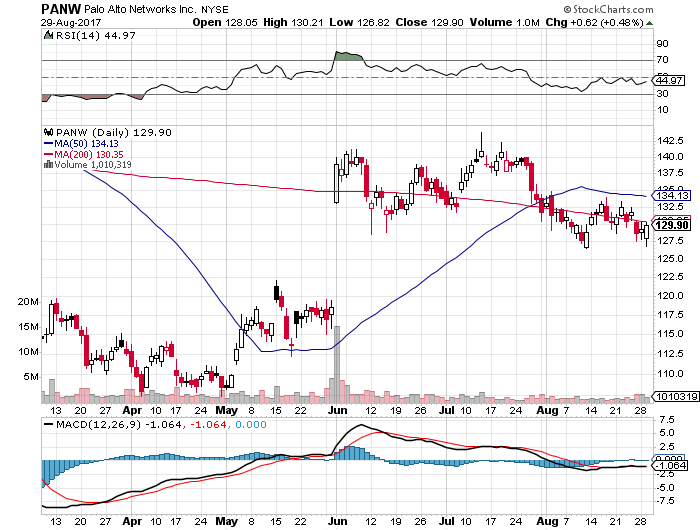 PANW Palo Alto Networks Inc. NYSE © StockCharts.com
29-Aug-2017 Open 128.05 High 130.21 Low 126.82 Close 129.90 Volume 1.0M Chg +0.62 (+0.48%)
RSI(14) 44.97
90
70
50
44.97
30
10
PANW (Daily) 129.90
MA(50) 134.13
MA(200) 130.35
Volume 1,010,319
142.5
140.0
137.5
135.0
134.13
132.5
129.90
127.5
125.0
122.5
120.0
117.5
115.0
112.5
110.0
1010319
20M
15M
10M
5M
13 20 27 Apr 10 17 24 May 8 15 22 Jun 12 19 26 Jul 10 17 24 Aug 7 14 21 28
MACD(12,26,9) -1.064, -1.064, 0.000
7.5
5.0
2.5
0.000
-1.064
-2.5
-5.0
-7.5
13 20 27 Apr 10 17 24 May 8 15 22 Jun 12 19 26 Jul 10 17 24 Aug 7 14 21 28